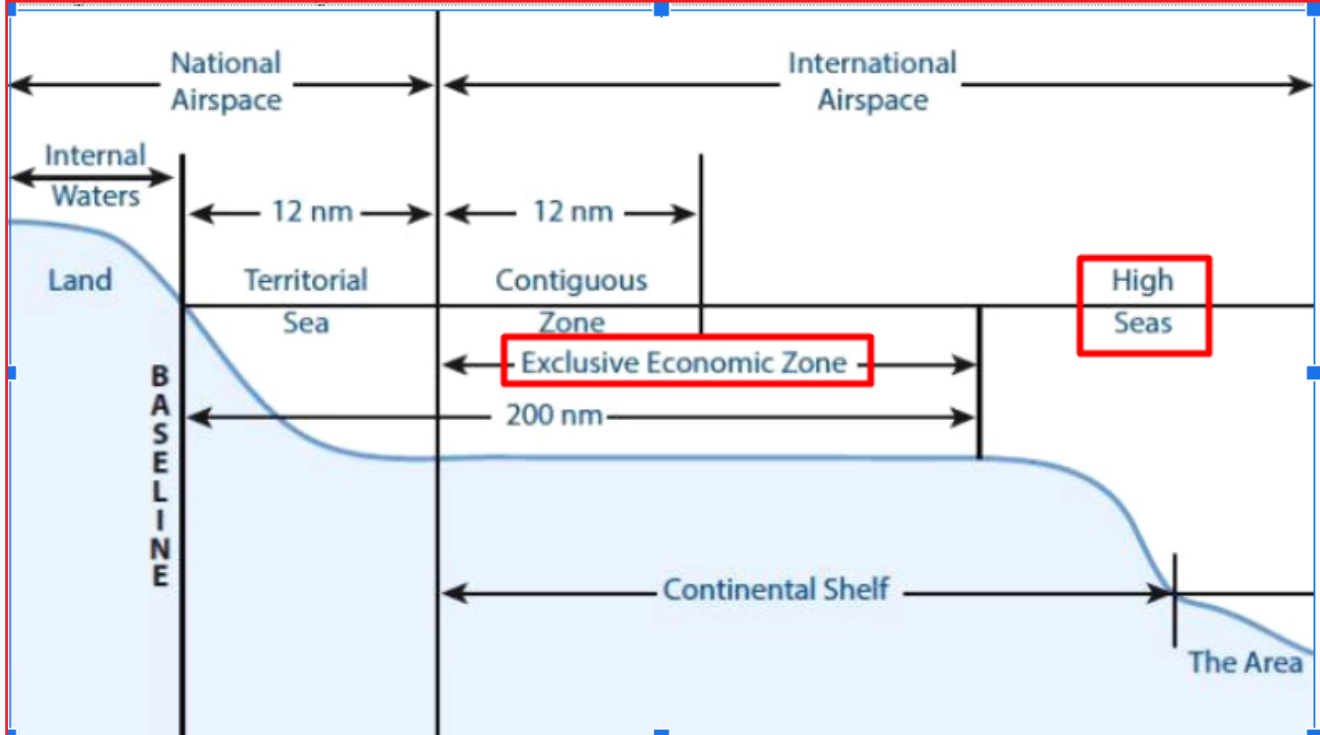 National
Airspace
International
Airspace
Internal
Waters
12 nm
12 nm
Land
Territorial
Sea
Contiguous
Zone
High
Seas
Exclusive Economic Zone
200 nm
BASELINE
Continental Shelf
The Area